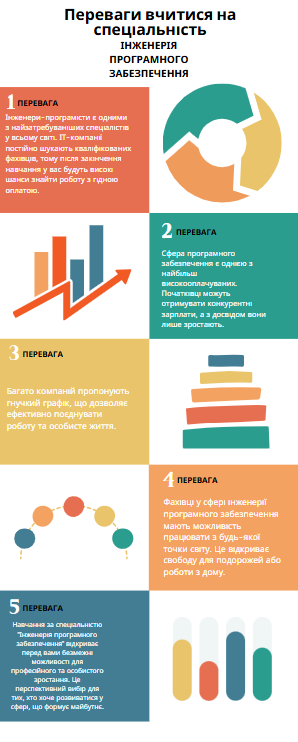 Переваги вчитися на
спеціальність
ІНЖЕНЕРІЯ
ПРОГРАМНОГО
ЗАБЕЗПЕЧЕННЯ
1 ПЕРЕВАГА
Інженери-програмісти є одними
з найзатребуваніших спеціалістів
у всьому світі. ІТ-компанії
постійно шукають кваліфікованих
фахівців, тому після закінчення
навчання у вас будуть високі
шанси знайти роботу з гідною
оплатою.
2 ПЕРЕВАГА
Сфера програмного
забезпечення є однією з
найбільш
високооплачуваних.
Початківці можуть
отримувати конкурентні
зарплати, а з досвідом вони
лише зростають.
3 ПЕРЕВАГА
Багато компаній пропонують
гнучкий графік, що дозволяє
ефективно поєднувати
роботу та особисте життя.
4 ПЕРЕВАГА
Фахівці у сфері інженерії
програмного забезпечення
мають можливість
працювати з будь-якої
точки світу. Це відкриває
свободу для подорожей або
роботи з дому.
5 ПЕРЕВАГА
Навчання за спеціальністю
"Інженерія програмного
забезпечення" відкриває
перед вами безмежні
можливості для
професійного та особистого
зростання. Це
перспективний вибір для
тих, хто хоче розвиватися у
сфері, що формує майбутнє.